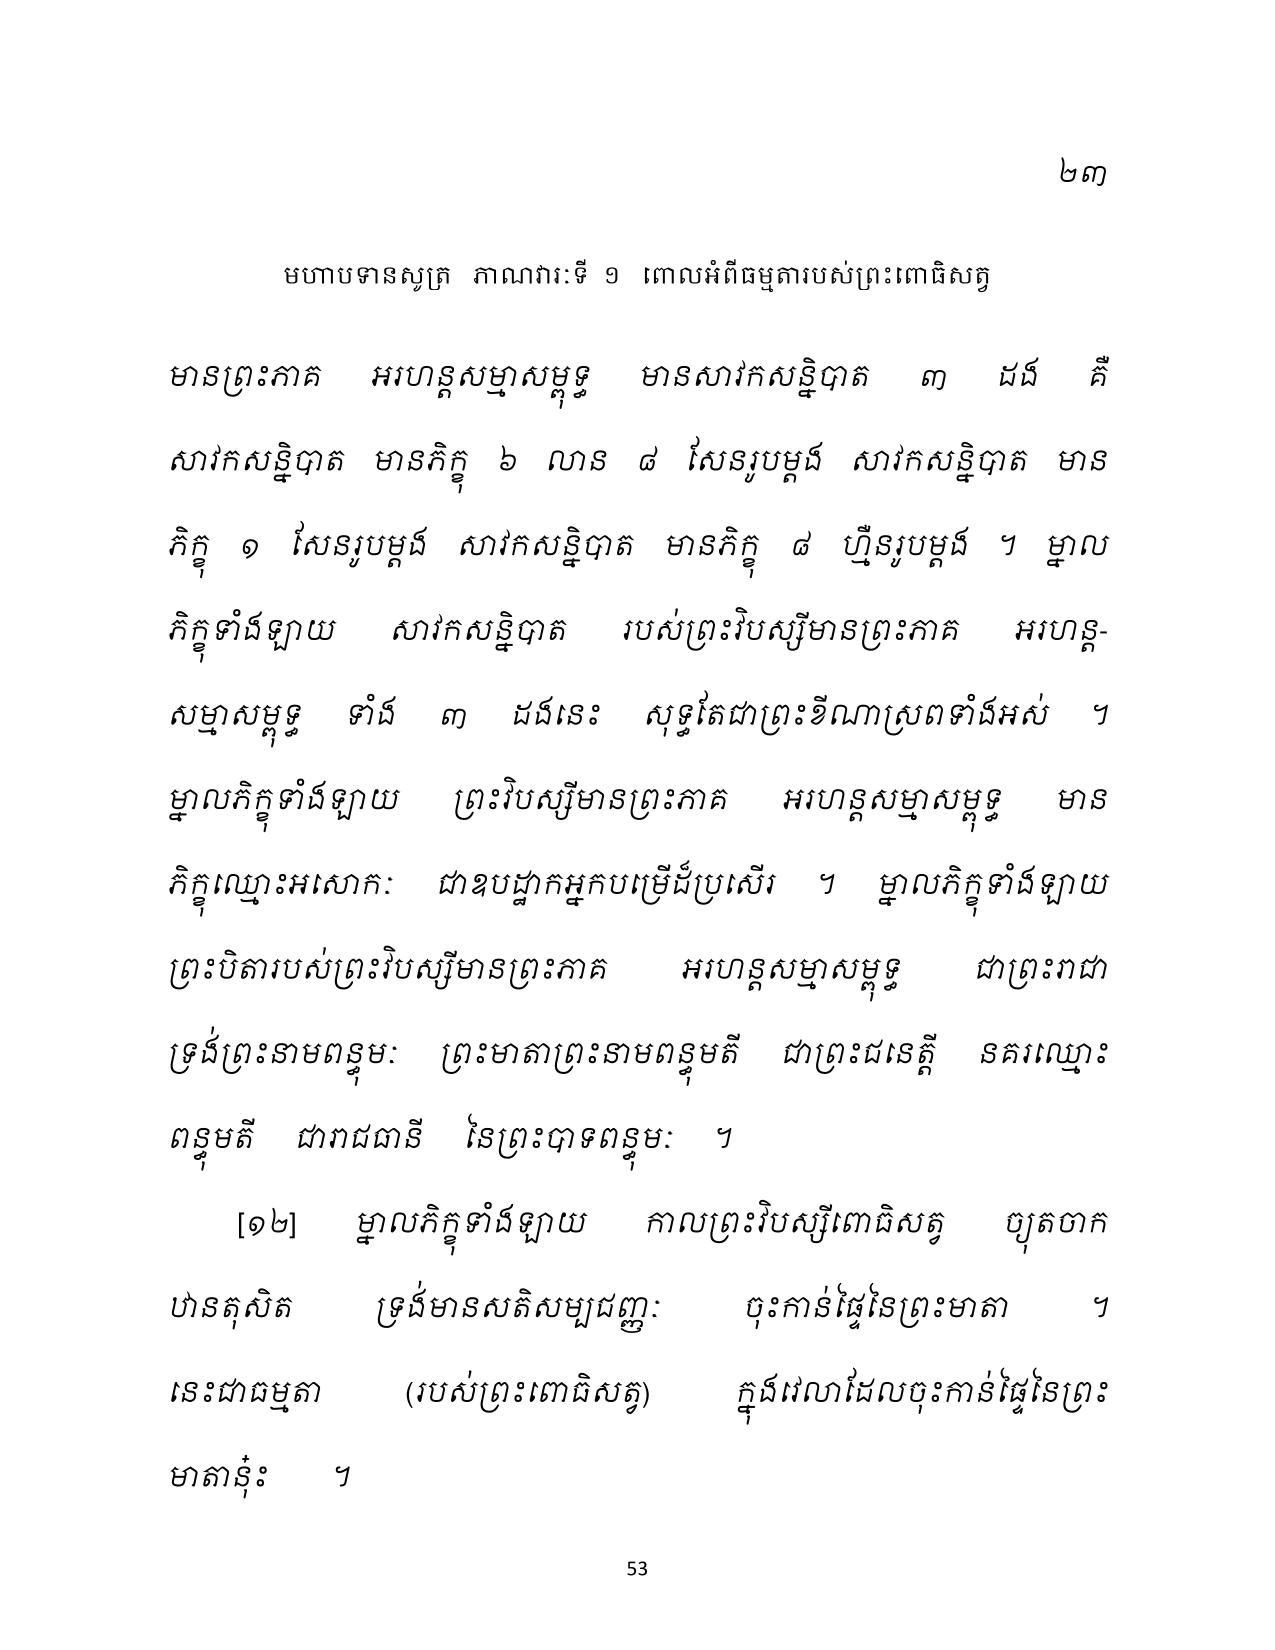 ២៣
មហាបទានសូត្រ ភាណវារៈទី ១ ពោលអំពីធម្មតារបស់ព្រះពោធិសត្វ
មានព្រះភាគ អរហន្តសម្មាសម្ពុទ្ធ មានសាវកសន្និបាត ៣ ដង គឺ
សាវកសន្និបាត មានភិក្ខុ ៦ លាន ៨ សែនរូបម្តង សាវកសន្និបាត មាន
ភិក្ខុ ១ សែនរូបម្តង សាវកសន្និបាត មានភិក្ខុ ៨ ហ្មឺនរូបម្តង ។ ម្នាល
ភិក្ខុទាំងឡាយ សាវកសន្និបាត របស់ព្រះវិបស្សីមានព្រះភាគ អរហន្ត-
សម្មាសម្ពុទ្ធ ទាំង ៣ ដងនេះ សុទ្ធតែជាព្រះខីណាស្រពទាំងអស់ ។
ម្នាលភិក្ខុទាំងឡាយ ព្រះវិបស្សីមានព្រះភាគ អរហន្តសម្មាសម្ពុទ្ធ មាន
ភិក្ខុឈ្មោះអសោកៈ ជាឧបដ្ឋាកអ្នកបម្រើដ៏ប្រសើរ ។ ម្នាលភិក្ខុទាំងឡាយ
ព្រះបិតារបស់ព្រះវិបស្សីមានព្រះភាគ អរហន្តសម្មាសម្ពុទ្ធ ជាព្រះរាជា
ទ្រង់ព្រះនាមពន្ធុមៈ ព្រះមាតាព្រះនាមពន្ធុមតី ជាព្រះជនេត្តី នគរឈ្មោះ
ពន្ធុមតី ជារាជធានី នៃព្រះបាទពន្ធុមៈ ។
[១២] ម្នាលភិក្ខុទាំងឡាយ កាលព្រះវិបស្សីពោធិសត្វ ច្យុតចាក
ឋានតុសិត ទ្រង់មានសតិសម្បជញ្ញៈ ចុះកាន់ផ្ទៃនៃព្រះមាតា ។
នេះជាធម្មតា (របស់ព្រះពោធិសត្វ) ក្នុងវេលាដែលចុះកាន់ផ្ទៃនៃព្រះ
មាតានុ៎ះ ។
53